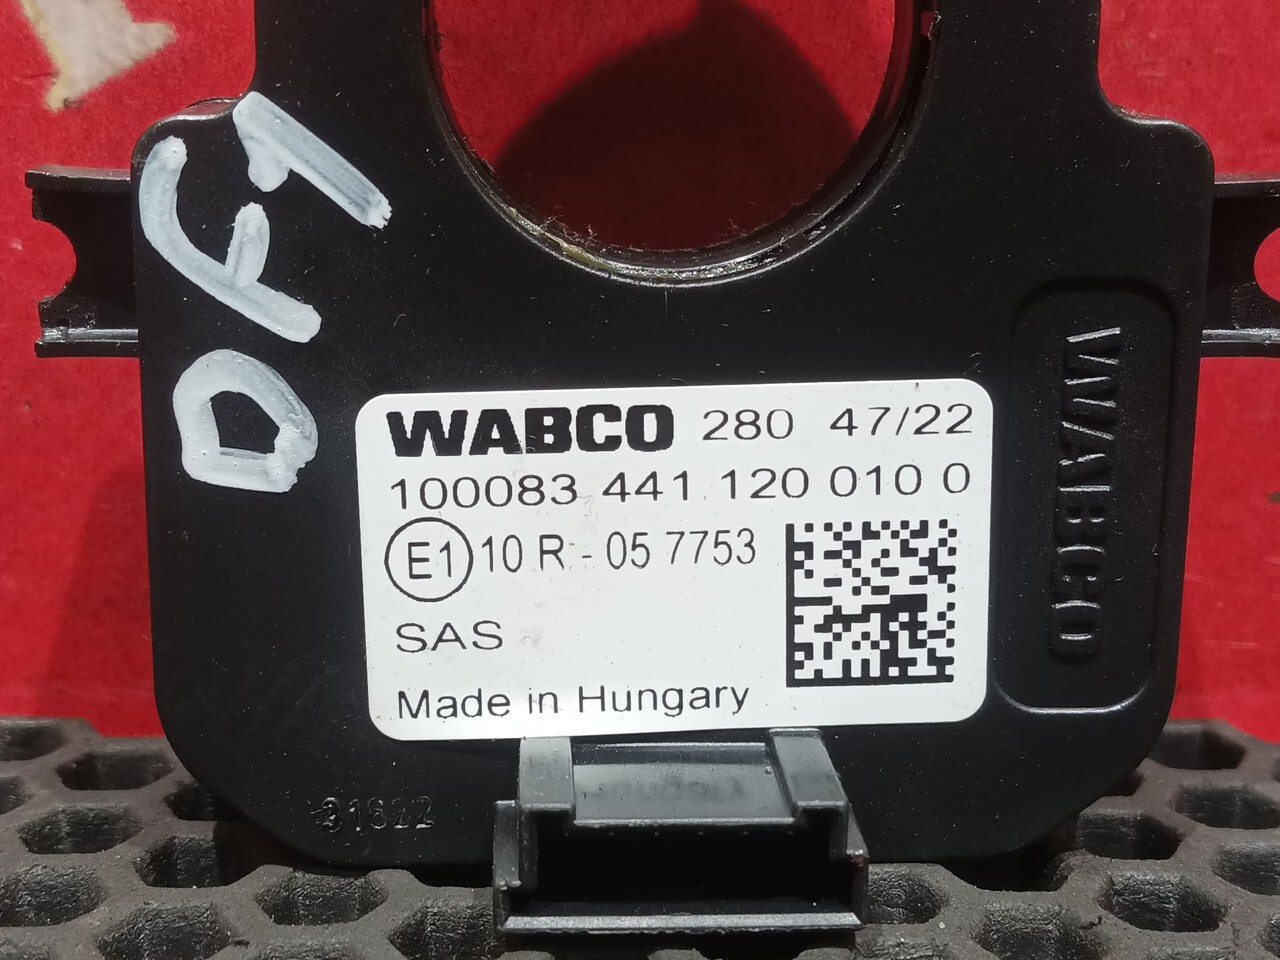 DF1
WABCO 280 47/22
100083 441 120 010 0
E1 10 R - 05 7753
SAS
Made in Hungary
WABCO
31822